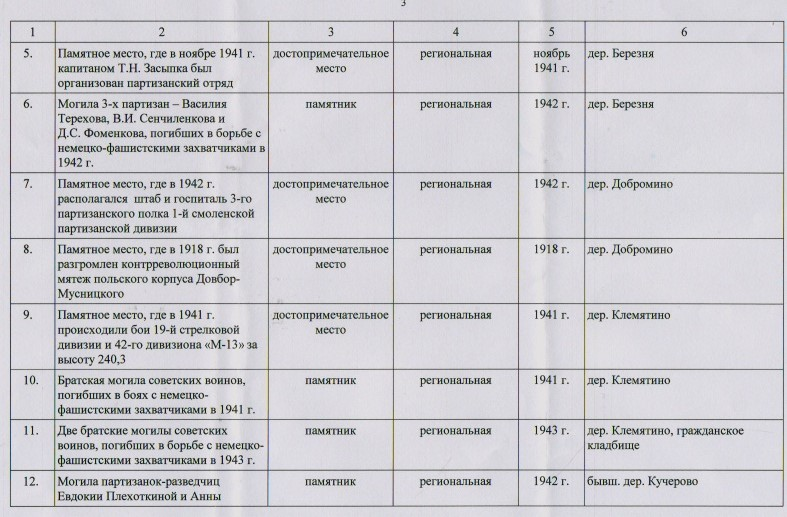 3
1 2 3 4 5 6
5. Памятное место, где в ноябре 1941 г. достопримечательное региональная ноябрь дер. Березня
капитаном Т.Н. Засыпка был место 1941 г.
организован партизанский отряд
6. Могила 3-х партизан – Василия памятник региональная 1942 г. дер. Березня
Терехова, В.И. Сенчиленкова и
Д.С. Фоменкова, погибших в борьбе с
немецко-фашистскими захватчиками в
1942 г.
7. Памятное место, где в 1942 г. достопримечательное региональная 1942 г. дер. Добромино
располагался штаб и госпиталь 3-го место
партизанского полка 1-й смоленской
партизанской дивизии
8. Памятное место, где в 1918 г. был достопримечательное региональная 1918 г. дер. Добромино
разгромлен контрреволюционный место
мятеж польского корпуса Довбор-
Мусницкого
9. Памятное место, где в 1941 г. достопримечательное региональная 1941 г. дер. Клемятино
происходили бои 19-й стрелковой место
дивизии и 42-го дивизиона «М-13» за
высоту 240,3
10. Братская могила советских воинов, памятник региональная 1941 г. дер. Клемятино
погибших в боях с немецко-
фашистскими захватчиками в 1941 г.
11. Две братские могилы советских памятник региональная 1943 г. дер. Клемятино, гражданское
воинов, погибших в борьбе с немецко- кладбище
фашистскими захватчиками в 1943 г.
12. Могила партизанок-разведчиц памятник региональная 1942 г. бывш. дер. Кучерово
Евдокии Плехоткиной и Анны